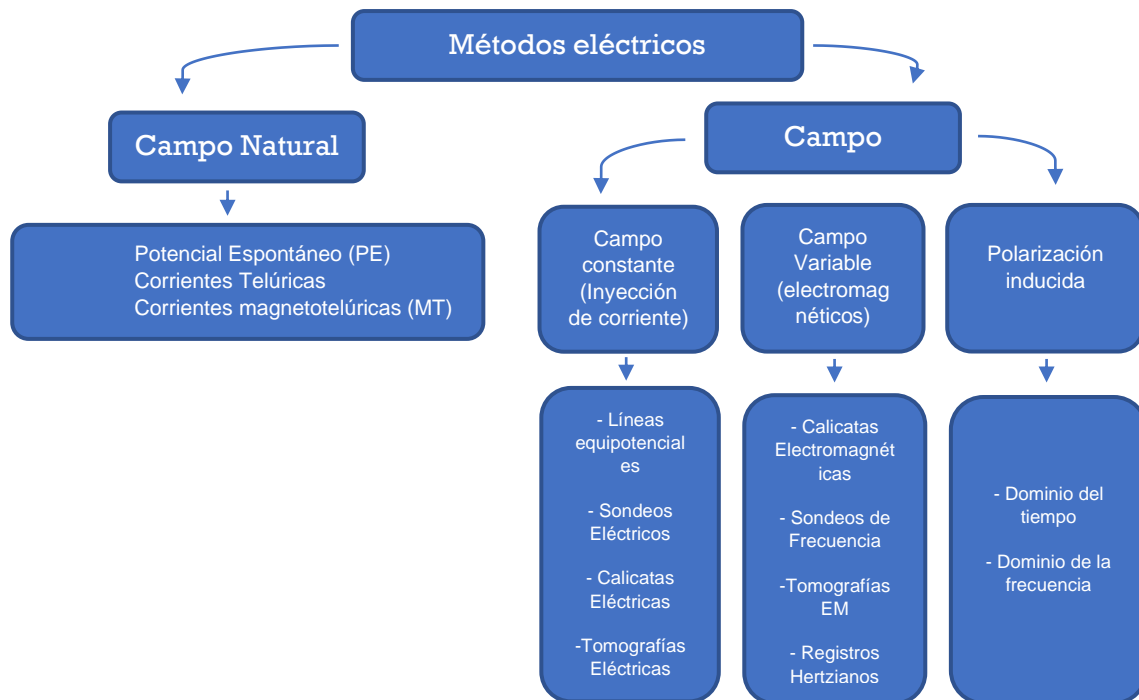 Métodos eléctricos
Campo Natural
Campo
Potencial Espontáneo (PE)
Corrientes Telúricas
Corrientes magnetotelúricas (MT)
Campo
constante
(Inyección
de corriente)
Campo
Variable
(electromag
néticos)
Polarización
inducida
- Líneas
equipotencial
es
- Sondeos
Eléctricos
- Calicatas
Eléctricas
-Tomografías
Eléctricas
- Calicatas
Electromagnét
icas
- Sondeos de
Frecuencia
-Tomografías
EM
- Registros
Hertzianos
- Dominio del
tiempo
- Dominio de la
frecuencia